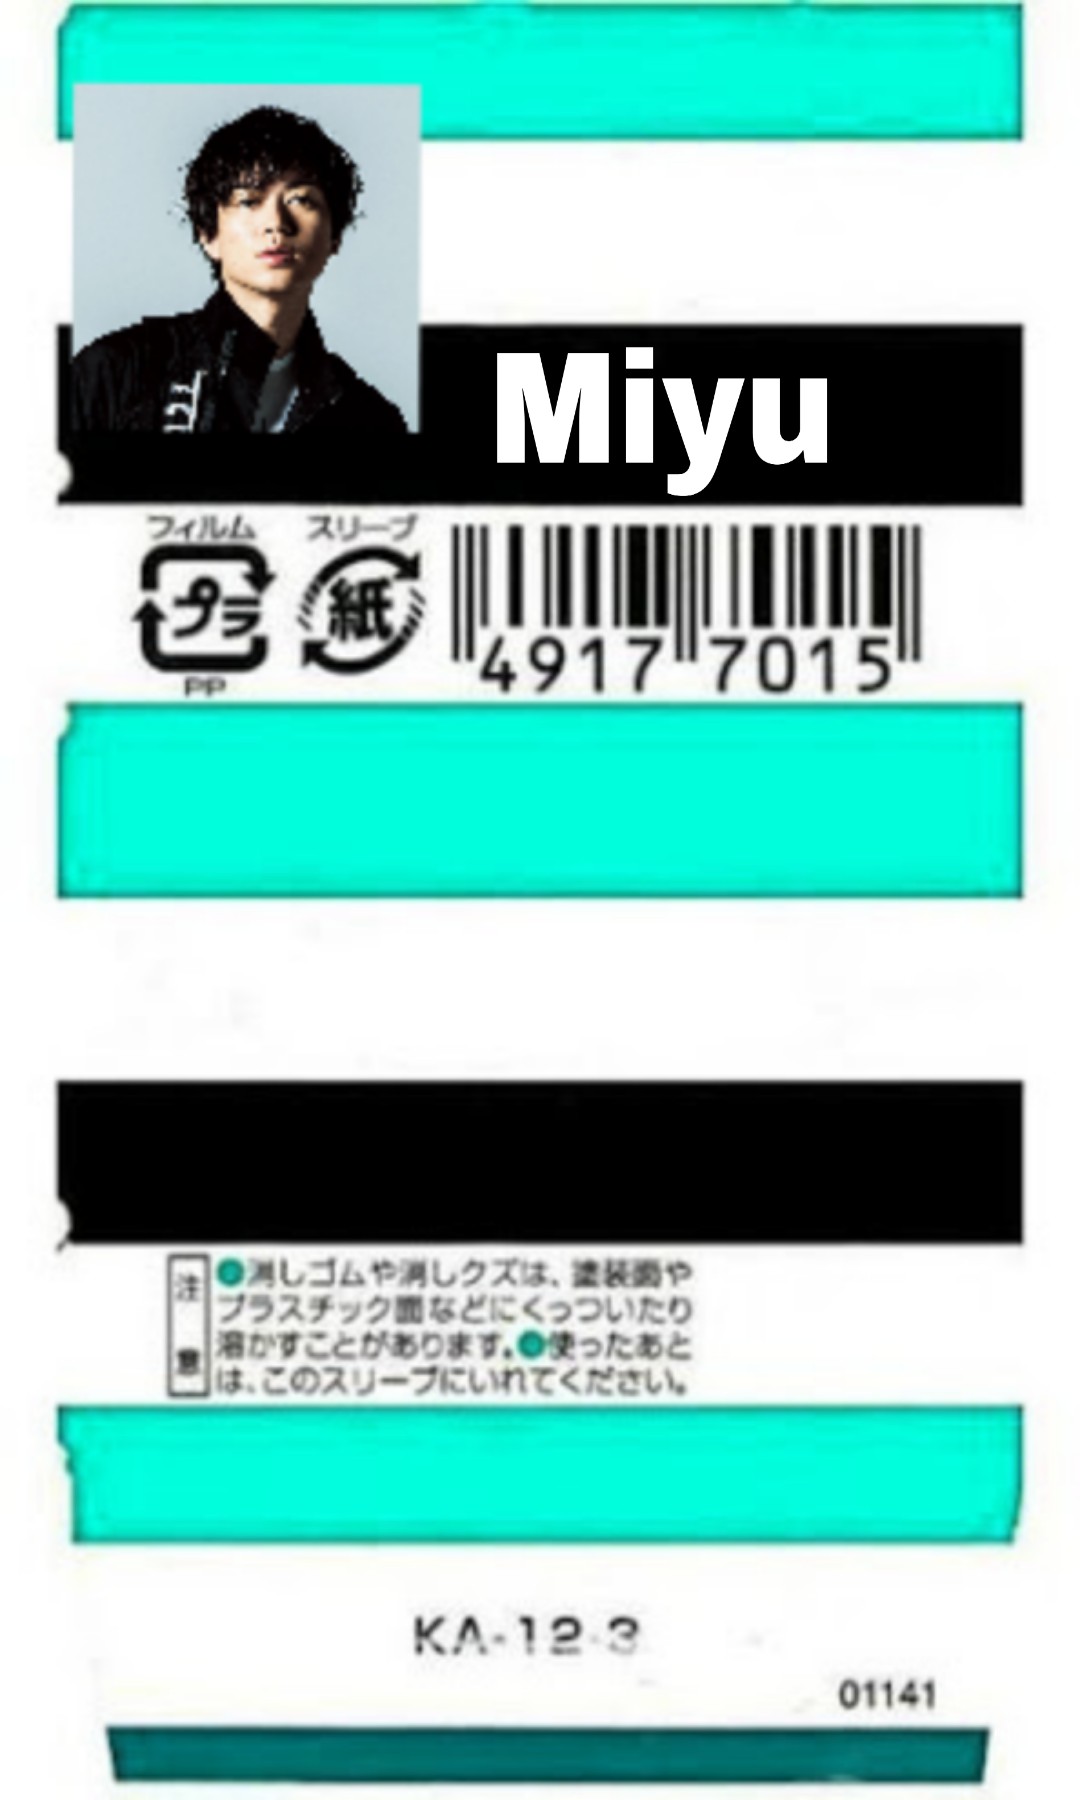 Miyu
フィルム
スリーブ
プラ
紙
PP
4917 7015
注意
●消しゴムや消しクズは、塗装面や
プラスチック面などにくっついたり
溶かすことがあります。●使ったあと
は、このスリーブにいれてください。
KA-12-3
01141